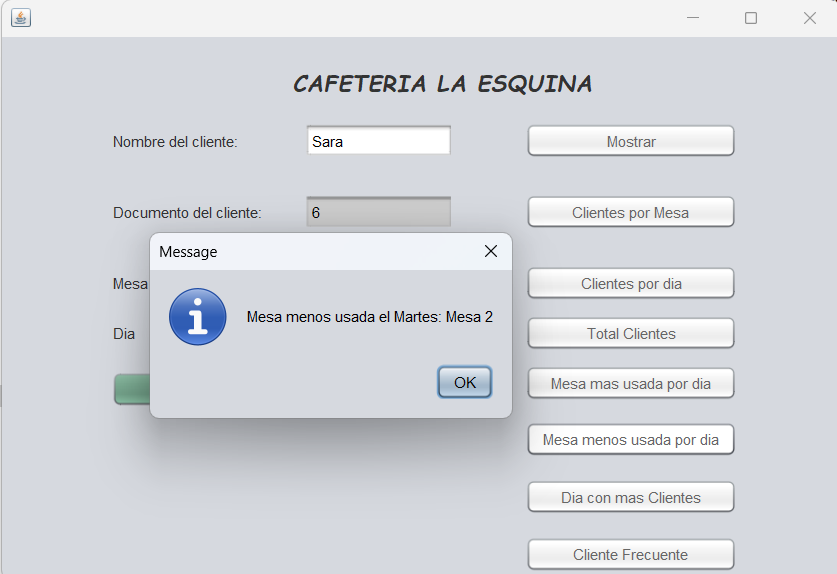 CAFETERIA LA ESQUINA
Nombre del cliente:
Sara
Mostrar
Documento del cliente:
6
Clientes por Mesa
Message
Mesa
Clientes por dia
Mesa menos usada el Martes: Mesa 2
Dia
Total Clientes
OK
Mesa mas usada por dia
Mesa menos usada por dia
Dia con mas Clientes
Cliente Frecuente